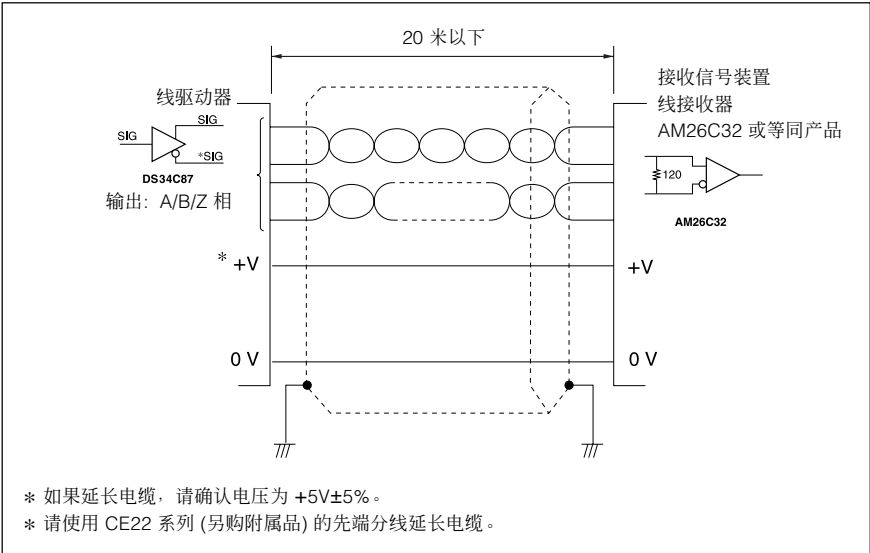 20 米以下
线驱动器
SIG
SIG
*SIG
DS34C87
输出: A/B/Z 相
接收信号装置
线接收器
AM26C32 或等同产品
120
AM26C32
* +V
+V
0 V
0 V
* 如果延长电缆，请确认电压为 +5V±5%。
* 请使用 CE22 系列 (另购附属品) 的先端分线延长电缆。